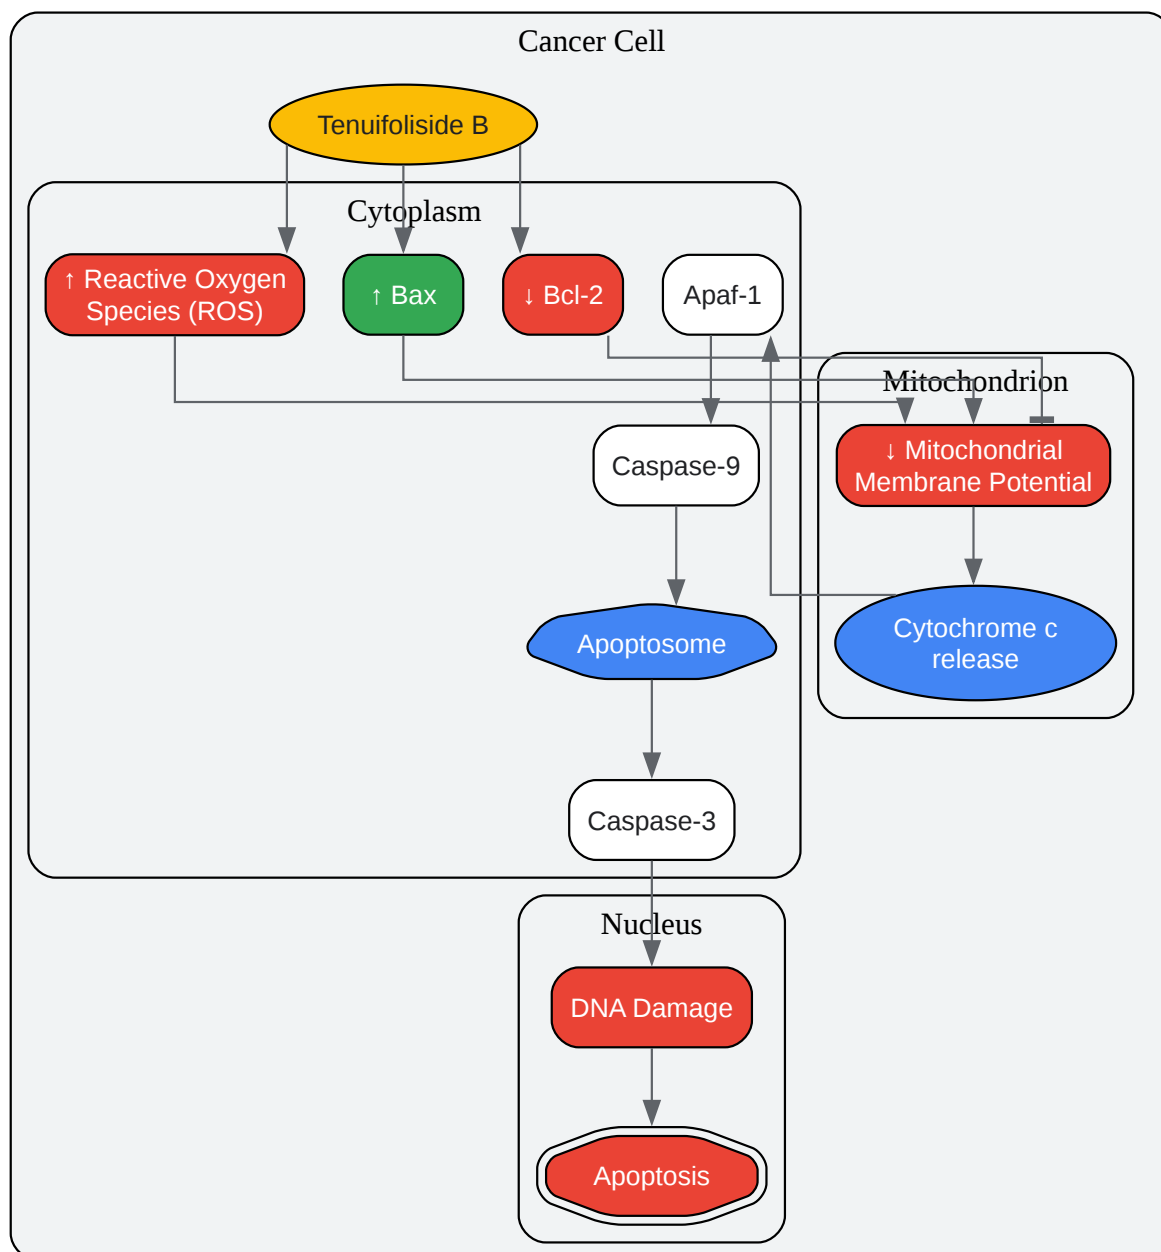 Cancer Cell
Tenuifoliside B
Cytoplasm
↑ Reactive Oxygen
Species (ROS)
↑ Bax
↓ Bcl-2
Apaf-1
Mitochondrion
Caspase-9
↓ Mitochondrial
Membrane Potential
Apoptosome
Cytochrome c
release
Caspase-3
Nucleus
DNA Damage
Apoptosis